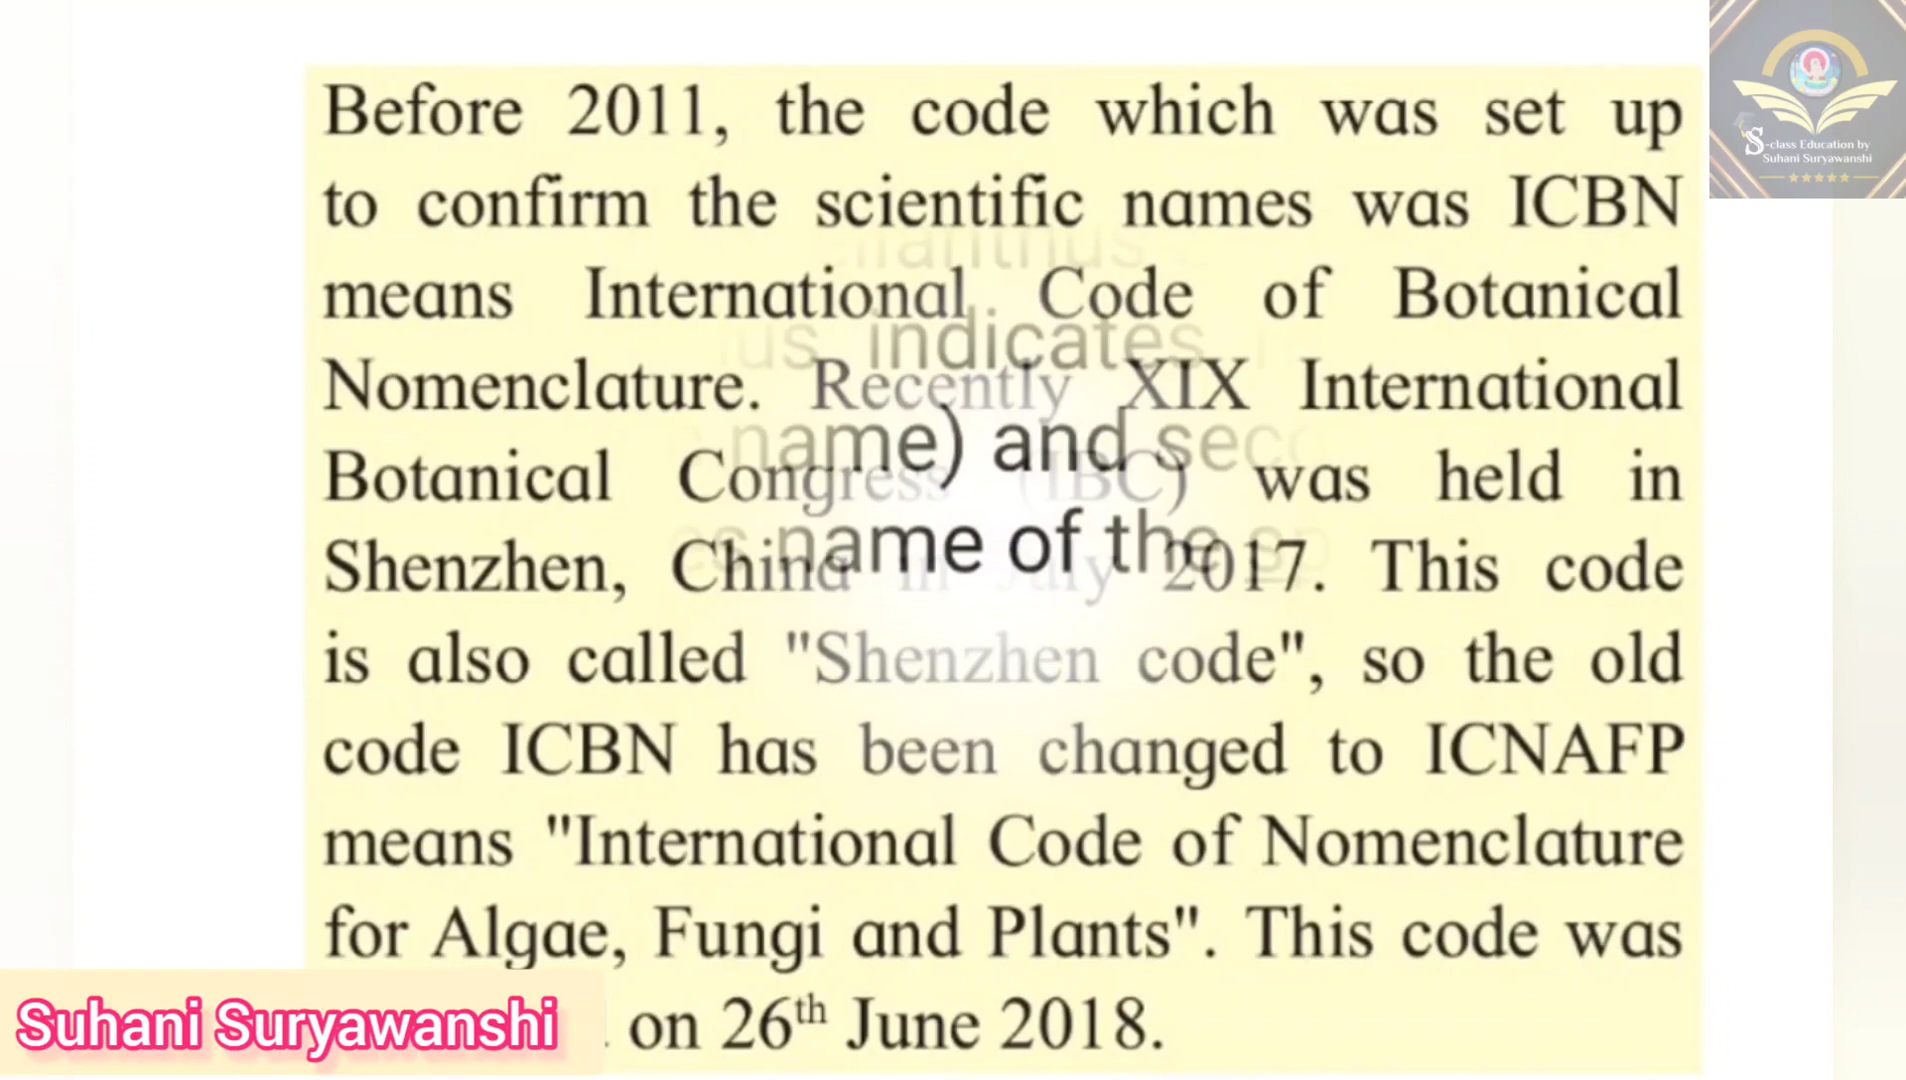 Before 2011, the code which was set up
to confirm the scientific names was ICBN
means International Code of Botanical
indicates
Nomenclature. Recently XIX International
name) and
Botanical Congress (IBC) was held in
name of the
Shenzhen, China in July 2017. This code
is also called "Shenzhen code", so the old
code ICBN has been changed to ICNAFP
means "International Code of Nomenclature
for Algae, Fungi and Plants". This code was
on 26th June 2018.
Suhani Suryawanshi
S-class Education by
Suhani Suryawanshi